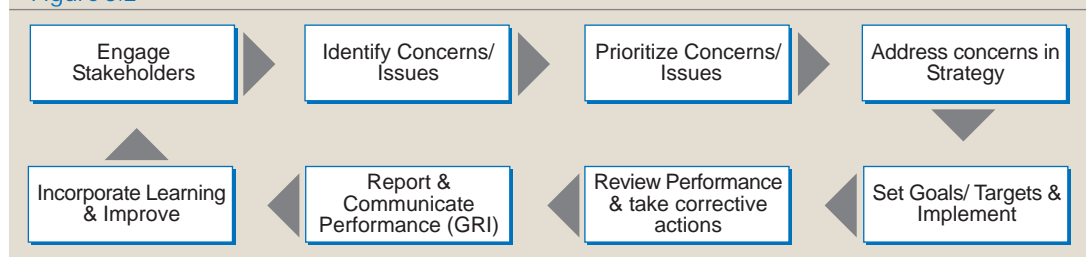 Engage
Stakeholders
Identify Concerns/
Issues
Prioritize Concerns/
Issues
Address concerns in
Strategy
Set Goals/ Targets &
Implement
Review Performance
& take corrective
actions
Report &
Communicate
Performance (GRI)
Incorporate Learning
& Improve